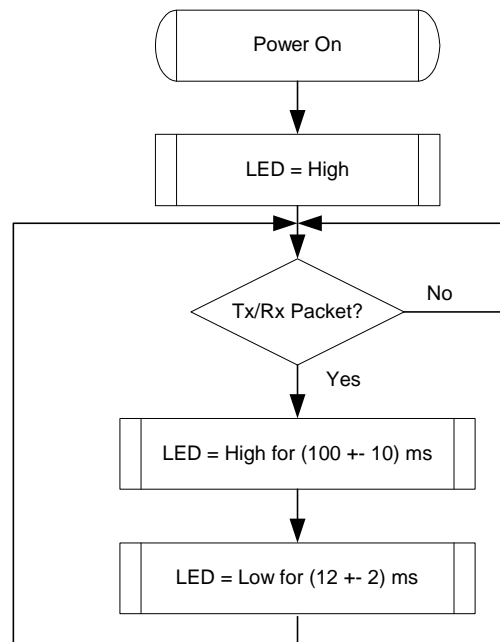 Power On
LED = High
Tx/Rx Packet?
No
Yes
LED = High for (100 +- 10) ms
LED = Low for (12 +- 2) ms